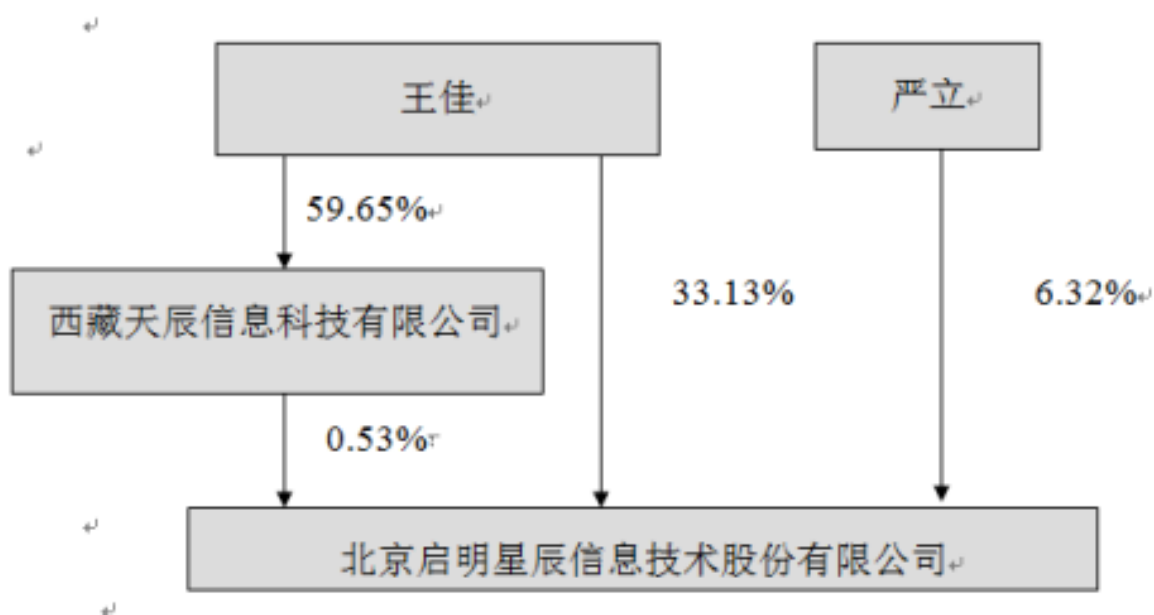 王佳
严立
59.65%
西藏天辰信息科技有限公司
33.13%
6.32%
0.53%
北京启明星辰信息技术股份有限公司